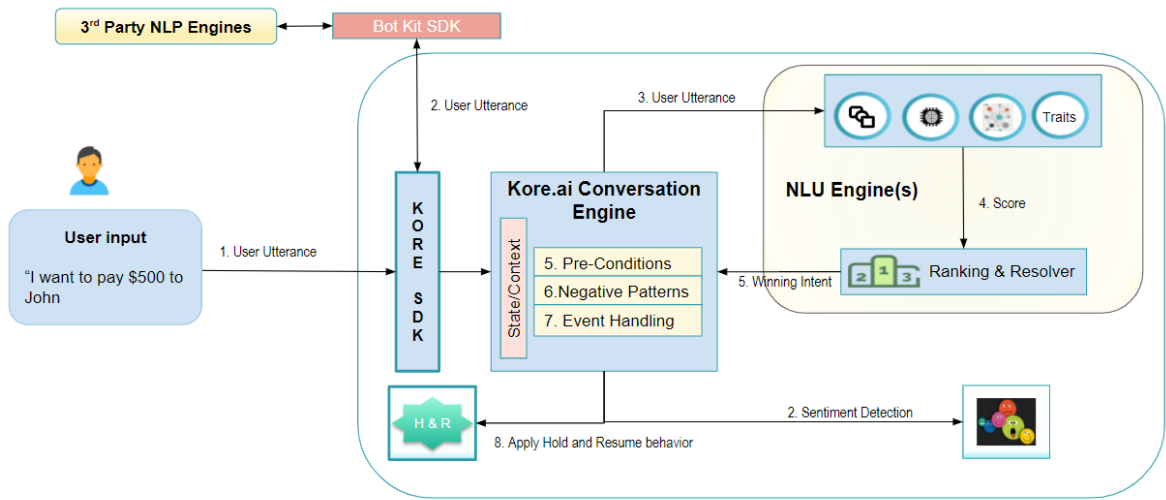 3rd Party NLP Engines
Bot Kit SDK
2. User Utterance
3. User Utterance
Traits
NLU Engine(s)
4. Score
User input
“I want to pay $500 to
John
1. User Utterance
K
O
R
E
S
D
K
Kore.ai Conversation
Engine
State/Context
5. Pre-Conditions
6.Negative Patterns
7. Event Handling
5. Winning Intent
2 1 3
Ranking & Resolver
H & R
8. Apply Hold and Resume behavior
2. Sentiment Detection